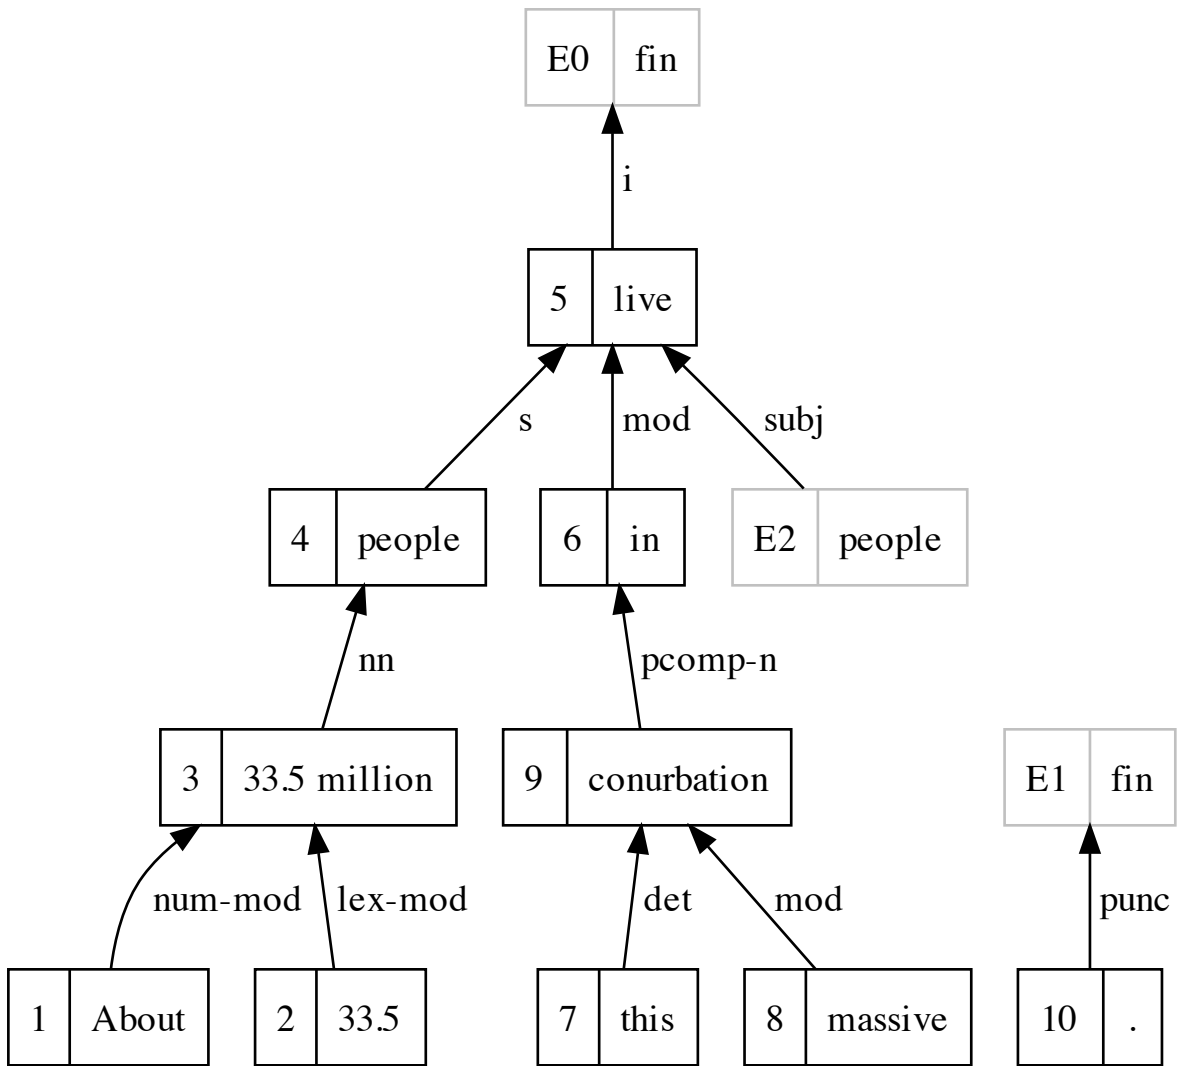 E0 fin
i
5 live
s mod subj
4 people 6 in E2 people
nn pcomp-n
3 33.5 million 9 conurbation E1 fin
num-mod lex-mod det mod punc
1 About 2 33.5 7 this 8 massive 10 .